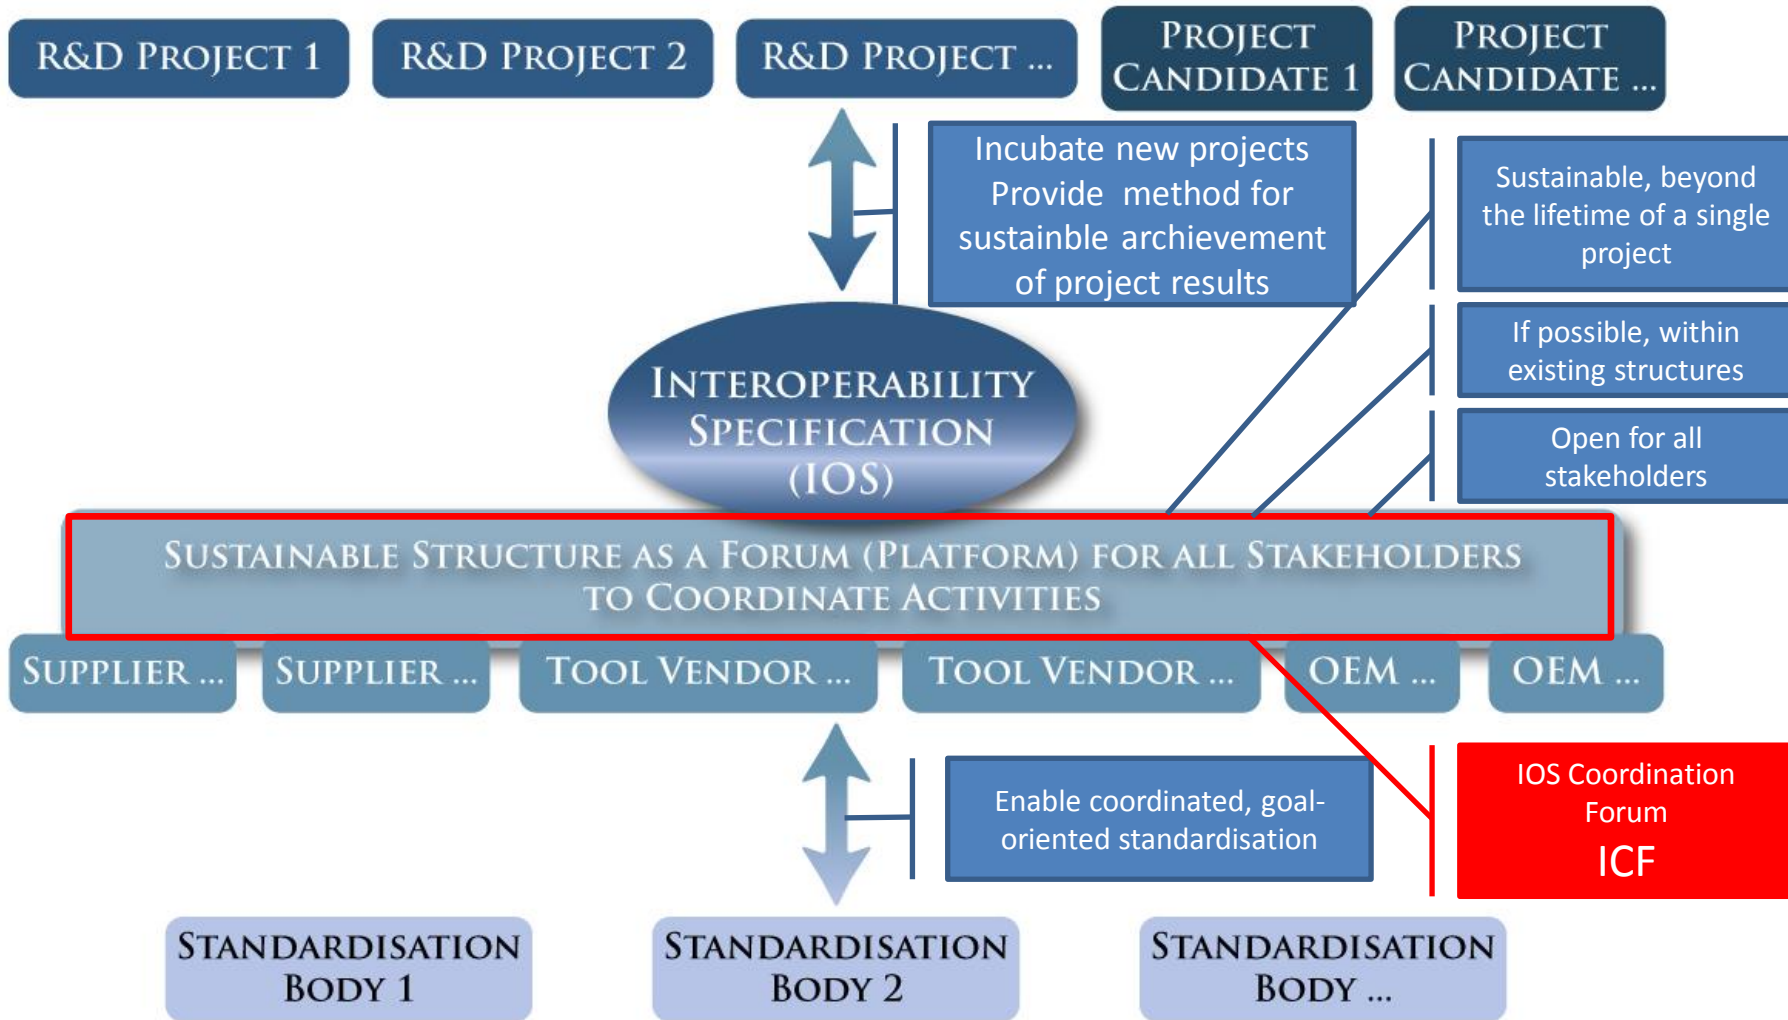 R&D PROJECT 1
R&D PROJECT 2
R&D PROJECT ...
PROJECT
CANDIDATE 1
PROJECT
CANDIDATE ...
Incubate new projects
Provide method for
sustainble archievement
of project results
Sustainable, beyond
the lifetime of a single
project
If possible, within
existing structures
Open for all
stakeholders
INTEROPERABILITY
SPECIFICATION
(IOS)
SUSTAINABLE STRUCTURE AS A FORUM (PLATFORM) FOR ALL STAKEHOLDERS
TO COORDINATE ACTIVITIES
SUPPLIER ...
SUPPLIER ...
TOOL VENDOR ...
TOOL VENDOR ...
OEM ...
OEM ...
Enable coordinated, goal-
oriented standardisation
IOS Coordination
Forum
ICF
STANDARDISATION
BODY 1
STANDARDISATION
BODY 2
STANDARDISATION
BODY ...